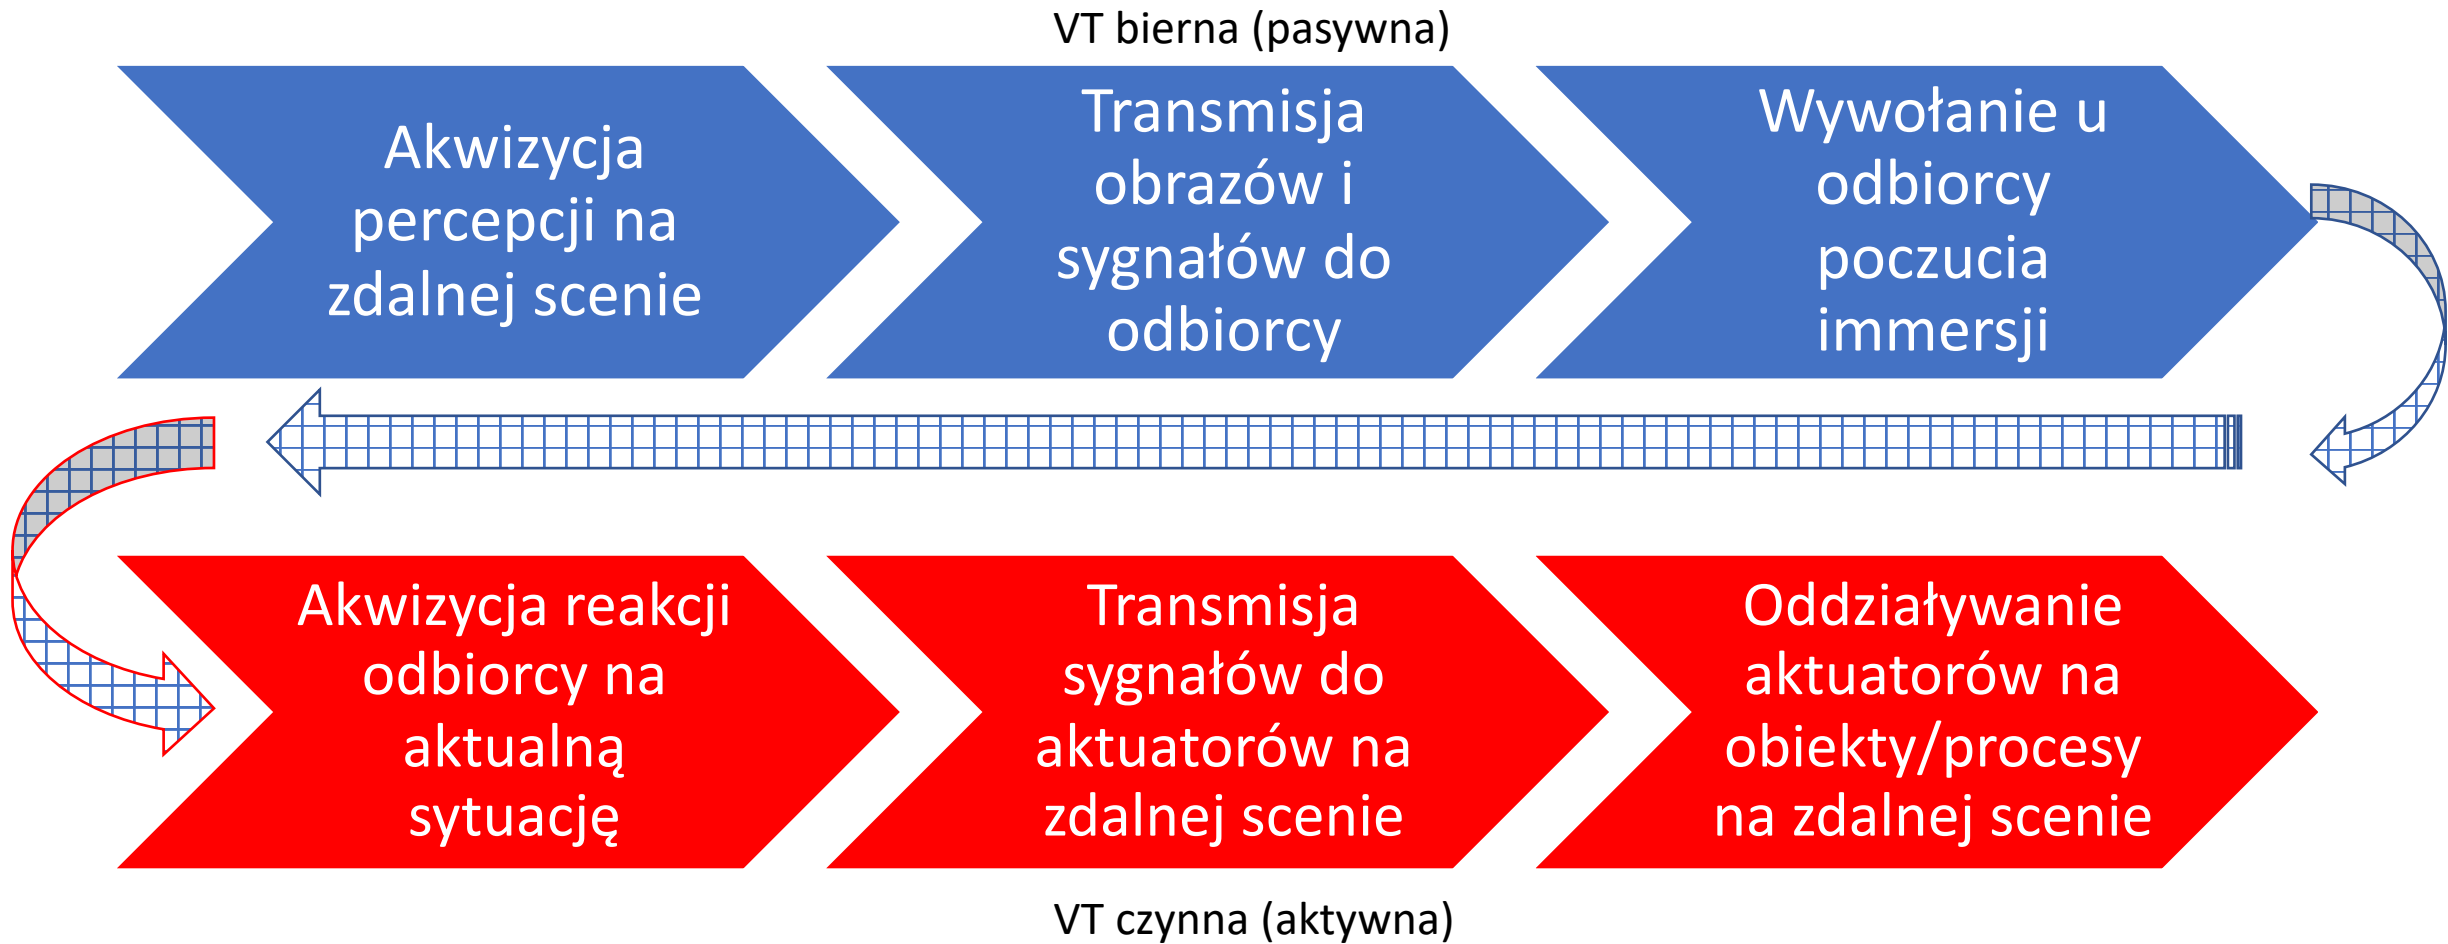 VT bierna (pasywna)
Akwizycja
percepcji na
zdalnej scenie
Transmisja
obrazów i
sygnałów do
odbiorcy
Wywołanie u
odbiorcy
poczucia
immersji
Akwizycja reakcji
odbiorcy na
aktualną
sytuację
Transmisja
sygnałów do
aktuatorów na
zdalnej scenie
Oddziaływanie
aktuatorów na
obiekty/procesy
na zdalnej scenie
VT czynna (aktywna)